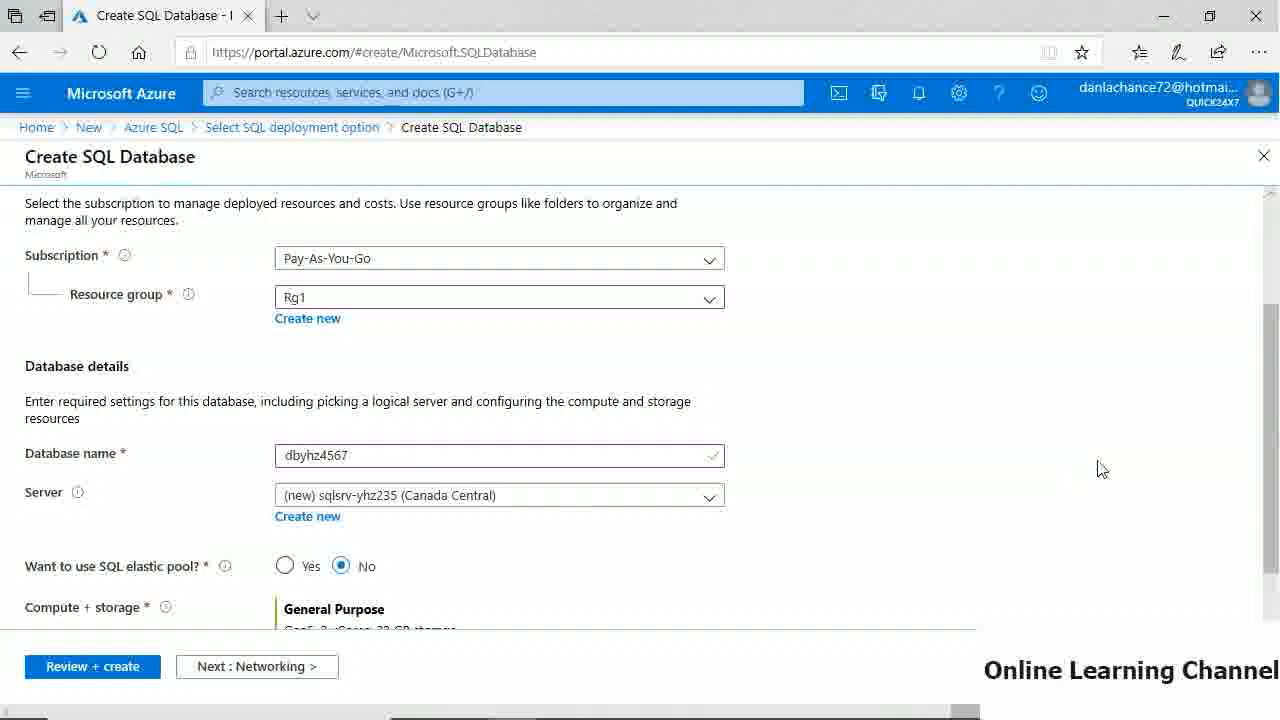 Create SQL Database - I
https://portal.azure.com/#create/Microsoft.SQLDatabase
Microsoft Azure
Search resources, services, and docs (G+/)
danlachance72@hotmai...
QUICK24X7
Home > New > Azure SQL > Select SQL deployment option > Create SQL Database
Create SQL Database
Microsoft
Select the subscription to manage deployed resources and costs. Use resource groups like folders to organize and
manage all your resources.
Subscription *
Pay-As-You-Go
Resource group *
Rg1
Create new
Database details
Enter required settings for this database, including picking a logical server and configuring the compute and storage
resources
Database name *
dbyhz4567
Server
(new) sqlsrv-yhz235 (Canada Central)
Create new
Want to use SQL elastic pool? *
Yes
No
Compute + storage *
General Purpose
Review + create
Next : Networking >
Online Learning Channel